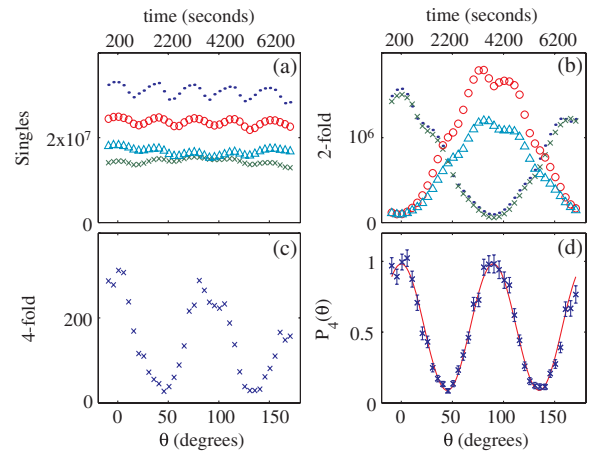 time (seconds) time (seconds)
200 2200 4200 6200 200 2200 4200 6200
(a) (b)
Singles 2x10⁷ 0
2-fold 10⁶ 0
(c) (d)
4-fold 200 0
P₄(θ) 1 0.5 0
0 50 100 150 0 50 100 150
θ (degrees) θ (degrees)